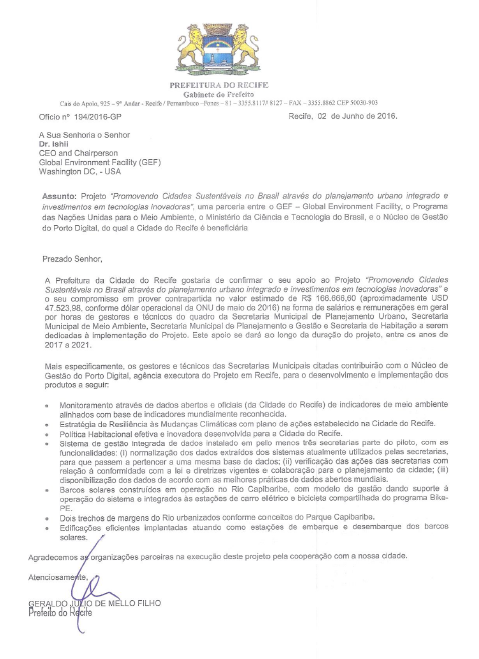 PREFEITURA DO RECIFE
Gabinete do Prefeito
Cais do Apolo, 925 – 9º Andar - Recife / Pernambuco –Fones – 81 – 3355.8117/ 8127 – FAX – 3355.8862 CEP 50030-903
Ofício nº 194/2016-GP Recife, 02 de Junho de 2016.
A Sua Senhoria o Senhor
Dr. Ishii
CEO and Chairperson
Global Environment Facility (GEF)
Washington DC, - USA
Assunto: Projeto "Promovendo Cidades Sustentáveis no Brasil através do planejamento urbano integrado e
investimentos em tecnologias inovadoras", uma parceria entre o GEF – Global Environment Facility, o Programa
das Nações Unidas para o Meio Ambiente, o Ministério da Ciência e Tecnologia do Brasil, e o Núcleo de Gestão
do Porto Digital, do qual a Cidade do Recife é beneficiária
Prezado Senhor,
A Prefeitura da Cidade do Recife gostaria de confirmar o seu apoio ao Projeto "Promovendo Cidades
Sustentáveis no Brasil através do planejamento urbano integrado e investimentos em tecnologias inovadoras" e
o seu compromisso em prover contrapartida no valor estimado de R$ 166.666,60 (aproximadamente USD
47.523,98, conforme dólar operacional da ONU de maio de 2016) na forma de salários e remunerações em geral
por horas de gestores e técnicos do quadro da Secretaria Municipal de Planejamento Urbano, Secretaria
Municipal de Meio Ambiente, Secretaria Municipal de Planejamento e Gestão e Secretaria de Habitação a serem
dedicadas à implementação do Projeto. Este apoio se dará ao longo da duração do projeto, entre os anos de
2017 a 2021.
Mais especificamente, os gestores e técnicos das Secretarias Municipais citadas contribuirão com o Núcleo de
Gestão do Porto Digital, agência executora do Projeto em Recife, para o desenvolvimento e implementação dos
produtos a seguir:
• Monitoramento através de dados abertos e oficiais (da Cidade do Recife) de indicadores de meio ambiente
alinhados com base de indicadores mundialmente reconhecida.
• Estratégia de Resiliência às Mudanças Climáticas com plano de ações estabelecido na Cidade do Recife.
• Política Habitacional efetiva e inovadora desenvolvida para a Cidade do Recife.
• Sistema de gestão integrada de dados instalado em pelo menos três secretarias parte do piloto, com as
funcionalidades: (i) normalização dos dados extraídos dos sistemas atualmente utilizados pelas secretarias,
para que passem a pertencer a uma mesma base de dados; (ii) verificação das ações das secretarias com
relação à conformidade com a lei e diretrizes vigentes e colaboração para o planejamento da cidade; (iii)
disponibilização dos dados de acordo com as melhores práticas de dados abertos mundiais.
• Barcos solares construídos em operação no Rio Capibaribe, com modelo de gestão dando suporte à
operação do sistema e integrados às estações de carro elétrico e bicicleta compartilhada do programa Bike-
PE.
• Dois trechos de margens do Rio urbanizados conforme conceitos do Parque Capibaribe.
• Edificações eficientes implantadas atuando como estações de embarque e desembarque dos barcos
solares.
Agradecemos as organizações parceiras na execução deste projeto pela cooperação com a nossa cidade.
Atenciosamente,
GERALDO JÚLIO DE MELLO FILHO
Prefeito do Recife